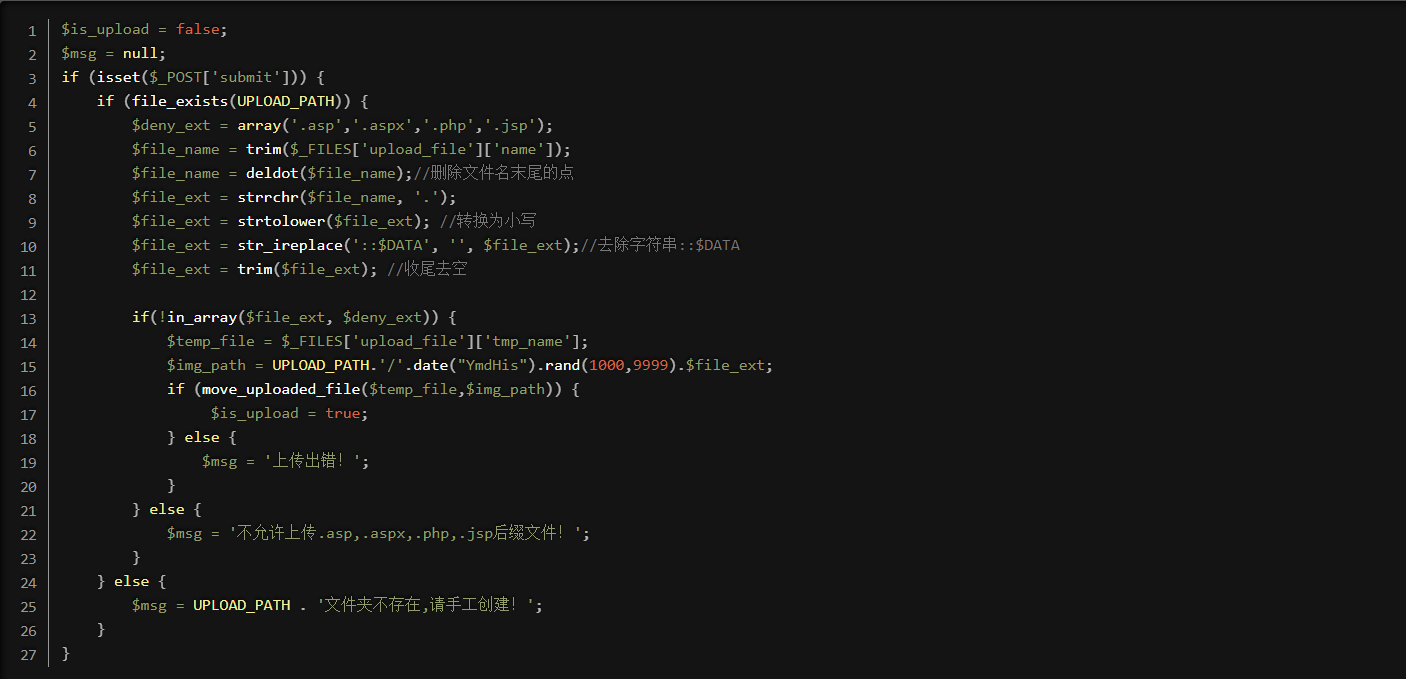 1 $is_upload = false;
2 $msg = null;
3 if (isset($_POST['submit'])) {
4     if (file_exists(UPLOAD_PATH)) {
5         $deny_ext = array('.asp','.aspx','.php','.jsp');
6         $file_name = trim($_FILES['upload_file']['name']);
7         $file_name = deldot($file_name);//删除文件名末尾的点
8         $file_ext = strrchr($file_name, '.');
9         $file_ext = strtolower($file_ext); //转换为小写
10         $file_ext = str_ireplace('::$DATA', '', $file_ext);//去除字符串::$DATA
11         $file_ext = trim($file_ext); //收尾去空
12
13         if(!in_array($file_ext, $deny_ext)) {
14             $temp_file = $_FILES['upload_file']['tmp_name'];
15             $img_path = UPLOAD_PATH.'/'.date("YmdHis").rand(1000,9999).$file_ext;
16             if (move_uploaded_file($temp_file,$img_path)) {
17                  $is_upload = true;
18             } else {
19                 $msg = '上传出错！';
20             }
21         } else {
22             $msg = '不允许上传.asp,.aspx,.php,.jsp后缀文件！';
23         }
24     } else {
25         $msg = UPLOAD_PATH . '文件夹不存在,请手工创建！';
26     }
27 }